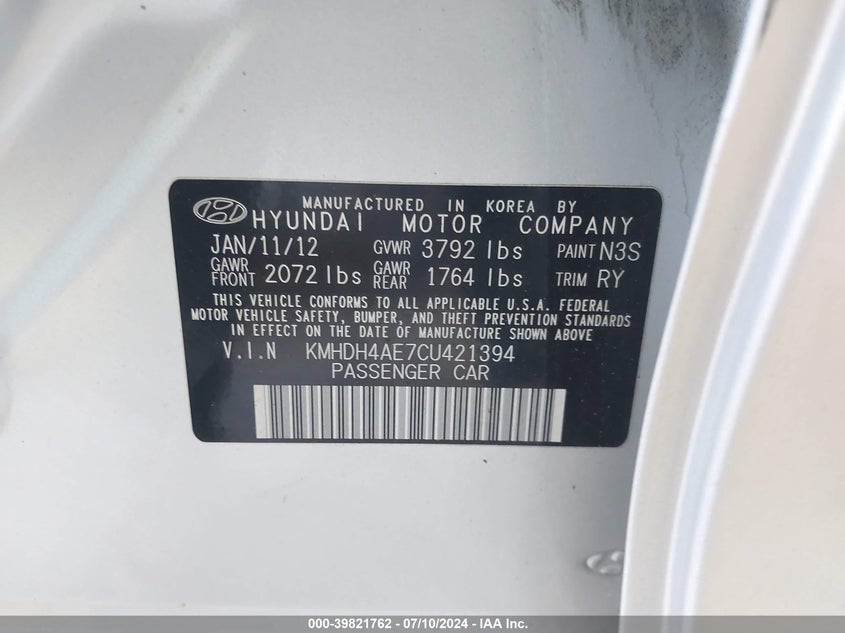 MANUFACTURED IN KOREA BY
HYUNDAI MOTOR COMPANY
JAN/11/12 GVWR 3792 lbs PAINT N3S
GAWR FRONT 2072 lbs GAWR REAR 1764 lbs TRIM RY
THIS VEHICLE CONFORMS TO ALL APPLICABLE U.S.A. FEDERAL
MOTOR VEHICLE SAFETY, BUMPER, AND THEFT PREVENTION STANDARDS
IN EFFECT ON THE DATE OF MANUFACTURE SHOWN ABOVE
V.I.N KMHDH4AE7CU421394
PASSENGER CAR
000-39821762 - 07/10/2024 - IAA Inc.